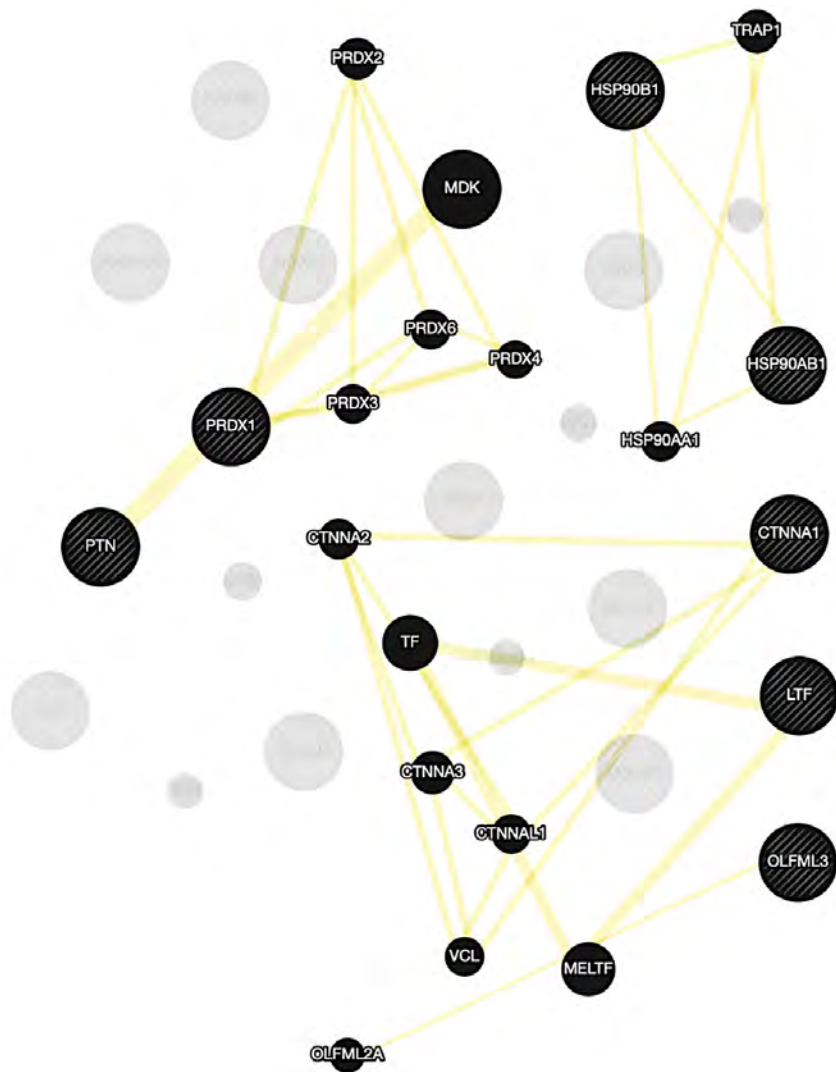 TRAP1
PRDX2
HSP90B1
MDK
PRDX6
PRDX4
HSP90AB1
PRDX3
PRDX1
HSP90AA1
CTNNA2
CTNNA1
PTN
TF
LTF
CTNNA3
CTNNAL1
OLFML3
VCL
MELTF
OLFML2A